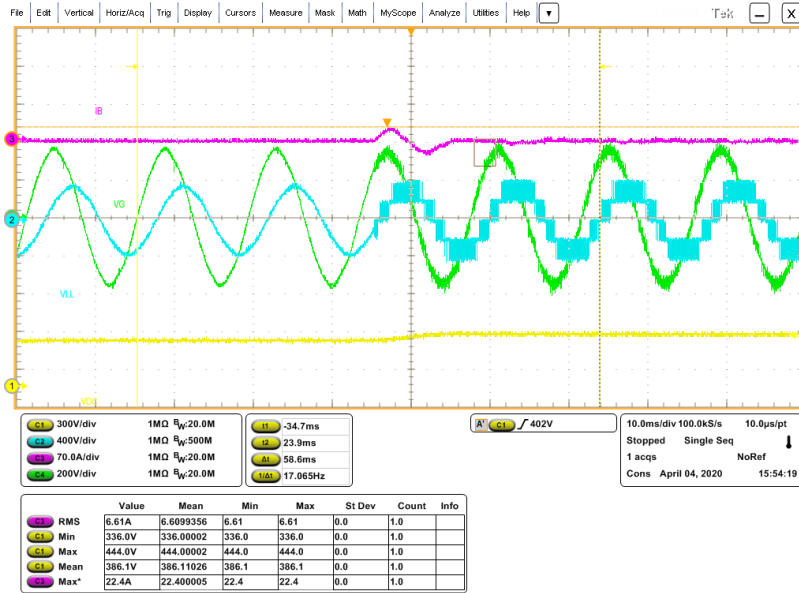 File Edit Vertical Horiz/Acq Trig Display Cursors Measure Mask Math MyScope Analyze Utilities Help Tek X
IB
3
VG
2
VLL
1
C1 300V/div 1MΩ BW:20.0M
C2 400V/div 1MΩ BW:500M
C3 70.0A/div 1MΩ BW:20.0M
C4 200V/div 1MΩ BW:20.0M
t1 -34.7ms
t2 23.9ms
Δt 58.6ms
1/Δt 17.065Hz
A' C1 402V
10.0ms/div 100.0kS/s 10.0µs/pt
Stopped Single Seq
1 acqs NoRef
Cons April 04, 2020 15:54:19
Value Mean Min Max St Dev Count Info
C3 RMS 6.61A 6.6099356 6.61 6.61 0.0 1.0
C1 Min 336.0V 336.00002 336.0 336.0 0.0 1.0
C1 Max 444.0V 444.00002 444.0 444.0 0.0 1.0
C1 Mean 386.1V 386.11026 386.1 386.1 0.0 1.0
C3 Max* 22.4A 22.400005 22.4 22.4 0.0 1.0